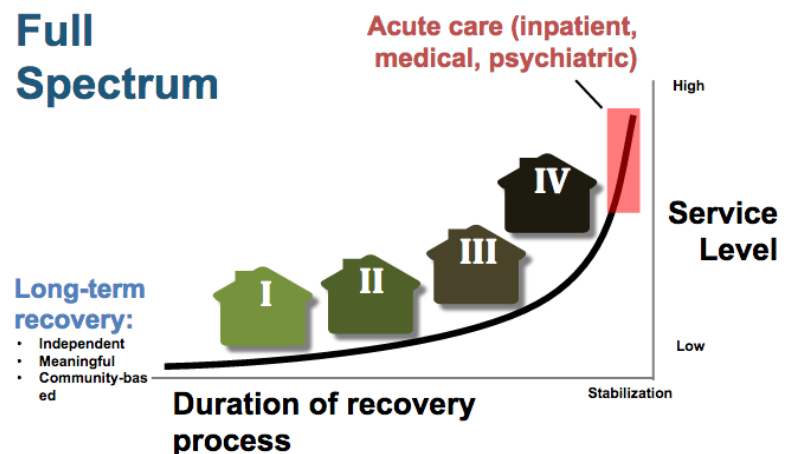 Full
Spectrum
Acute care (inpatient,
medical, psychiatric)
High
IV
Service
Level
III
II
I
Long-term
recovery:
• Independent
• Meaningful
• Community-bas
ed
Low
Stabilization
Duration of recovery
process